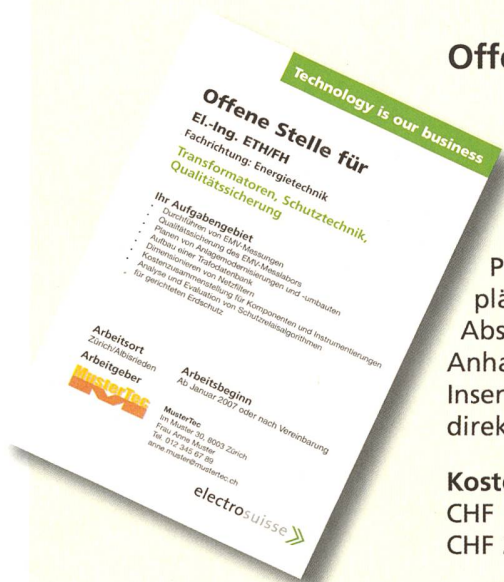 Technology is our business
Offene Stelle für
El.-Ing. ETH/FH
Fachrichtung: Energietechnik
Transformatoren, Schutztechnik,
Qualitätssicherung
Ihr Aufgabengebiet
· Durchführen von EMV-Messungen
· Qualitätssicherung des EMV-Messlabors
· Planen von Anlagemodernisierungen und -umbauten
· Aufbau einer Trafodatenbank
· Dimensionieren von Netzfiltern
· Kostenzusammenstellung für Komponenten und Instrumentierungen
· Analyse und Evaluation von Schutzrelaisalgorithmen
· für gerichteten Erdschutz
Arbeitsort
Zürich/Albisrieden
Arbeitgeber
MusterTec
Arbeitsbeginn
Ab Januar 2007 oder nach Vereinbarung
MusterTec
Im Muster 30, 8003 Zürich
Frau Anne Muster
Tel. 012 345 67 89
anne.muster@mustertec.ch
electrosuisse
Offe
P
plä
Abs
Anha
Inser
direk
Koste
CHF
CHF